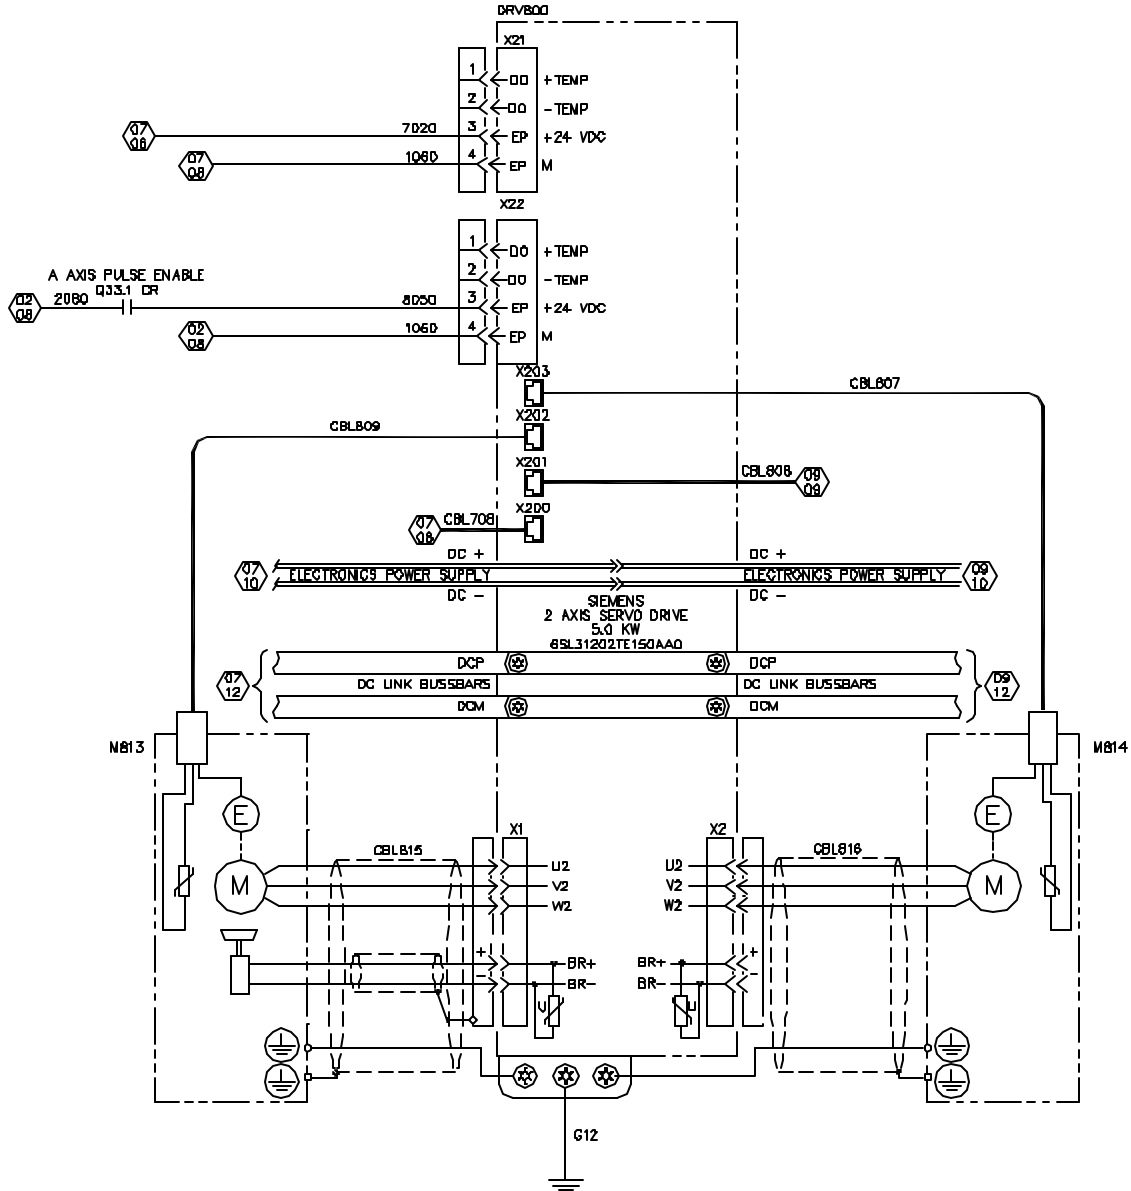 DRV800
X21
1 DO +TEMP
2 DO -TEMP
07 08 7020 3 EP +24 VDC
07 08 1060 4 EP M
X22
1 DO +TEMP
A AXIS PULSE ENABLE
2 DO -TEMP
Q33.1 CR
02 08 2080 8050 3 EP +24 VDC
02 08 1060 4 EP M
X203
CBL807
X202
CBL809
X201
CBL808 09 09
X200
07 08 CBL708
DC + DC +
07 10 ELECTRONICS POWER SUPPLY ELECTRONICS POWER SUPPLY 09 10
DC - DC -
SIEMENS
2 AXIS SERVO DRIVE
5.0 KW
6SL31202TE150AA0
DCP DCP
07 12 DC LINK BUSSBARS DC LINK BUSSBARS 09 12
DCM DCM
M813 M814
E E
X1 X2
CBL815 CBL816
M U2 U2 M
V2 V2
W2 W2
+ BR+ BR+ +
- BR- BR- -
U U
G12